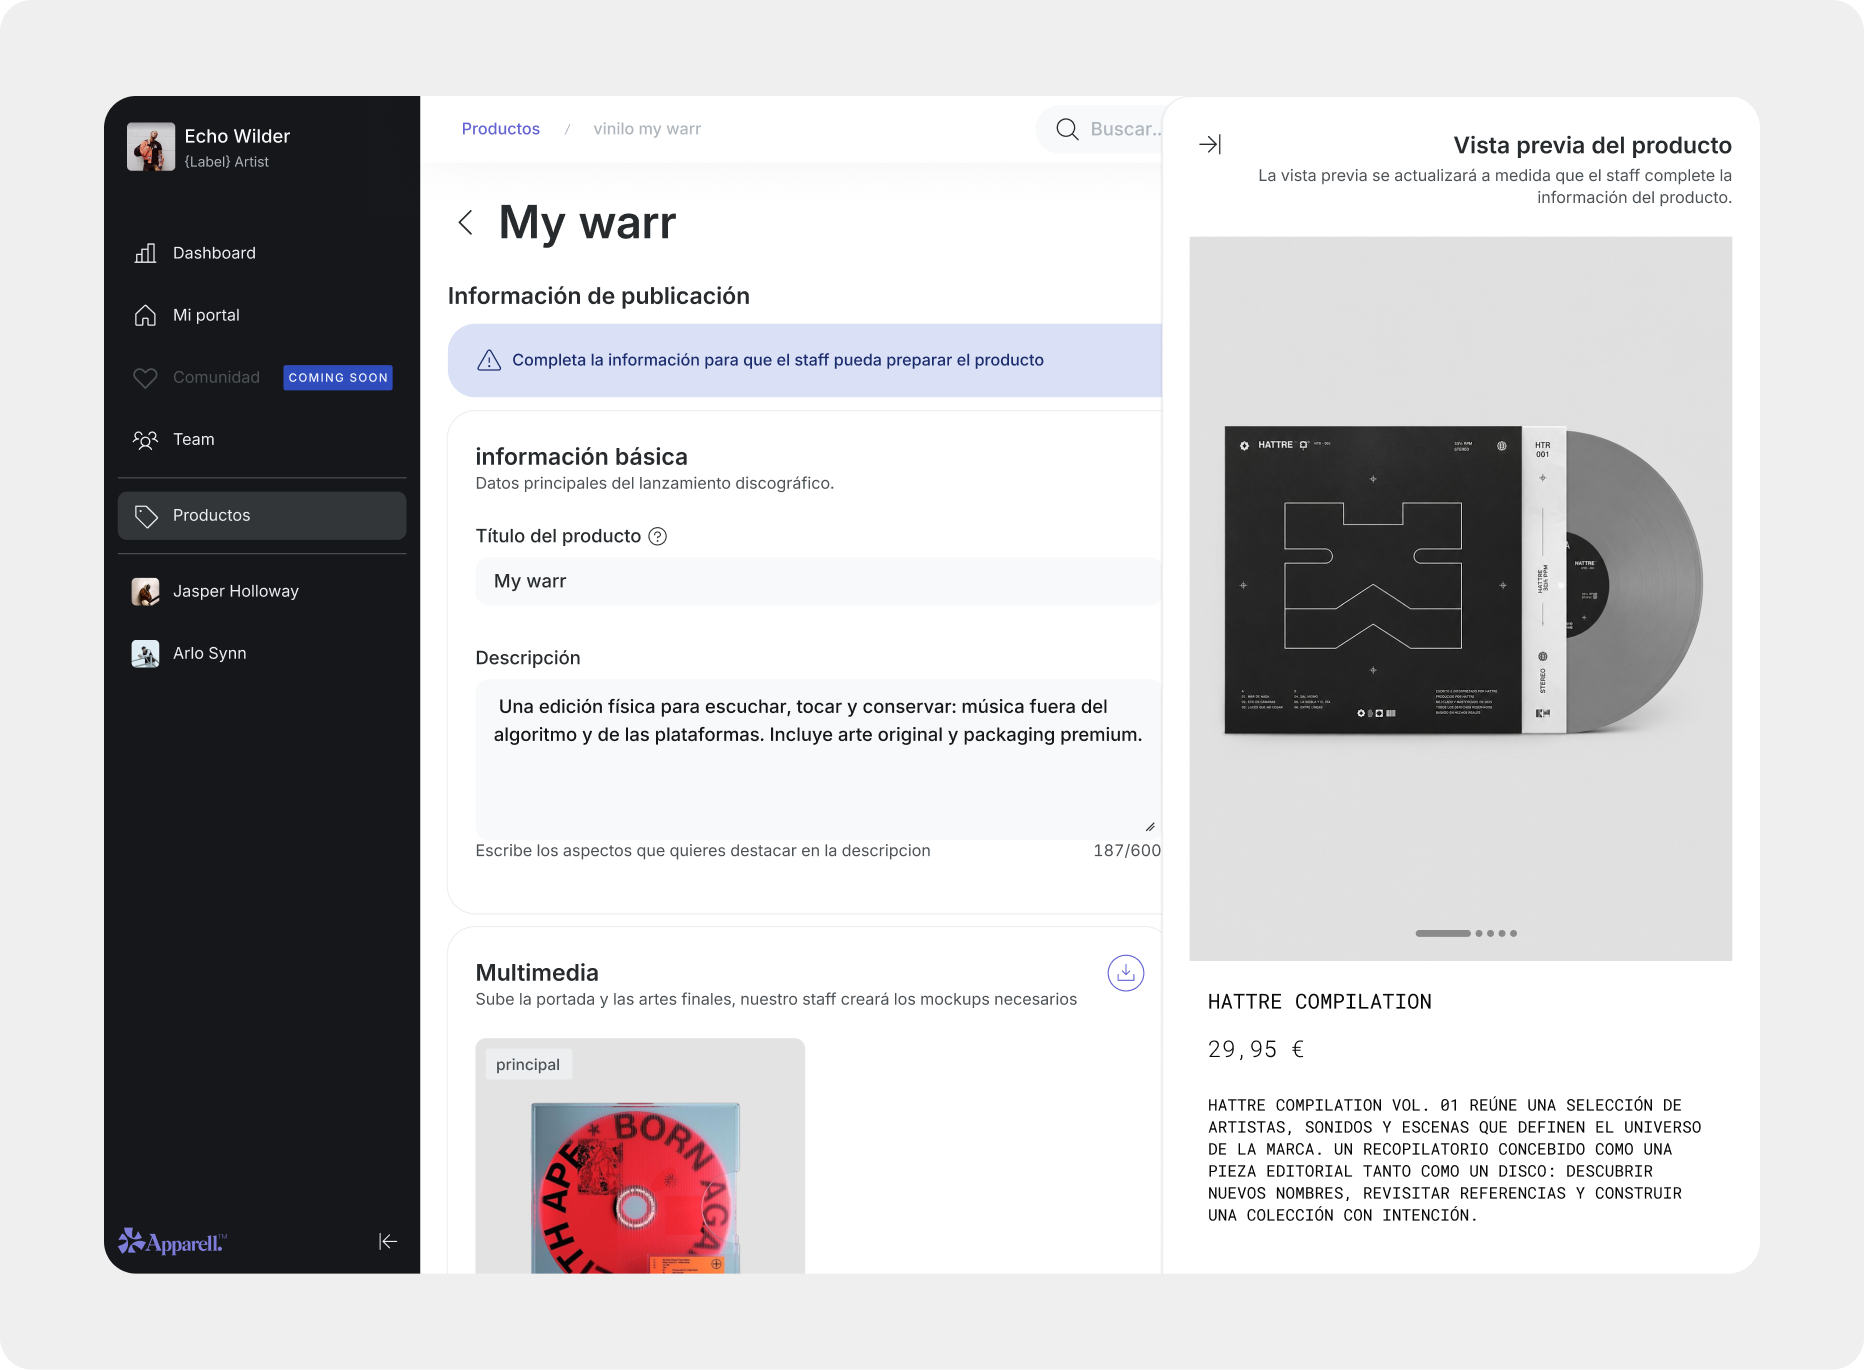 Echo Wilder
{Label} Artist
Dashboard
Mi portal
Comunidad
COMING SOON
Team
Productos
Jasper Holloway
Arlo Synn
Apparell.™
Productos / vinilo my warr
Buscar..
My warr
Información de publicación
Completa la información para que el staff pueda preparar el producto
información básica
Datos principales del lanzamiento discográfico.
Título del producto ?
My warr
Descripción
Una edición física para escuchar, tocar y conservar: música fuera del
algoritmo y de las plataformas. Incluye arte original y packaging premium.
Escribe los aspectos que quieres destacar en la descripcion
187/600
Multimedia
Sube la portada y las artes finales, nuestro staff creará los mockups necesarios
principal
BORN AGA
EITH APE
Vista previa del producto
La vista previa se actualizará a medida que el staff complete la
información del producto.
HATTRE
HTR
001
HATTRE
STEREO
HATTRE
HATTRE COMPILATION
29,95 €
HATTRE COMPILATION VOL. 01 REÚNE UNA SELECCIÓN DE
ARTISTAS, SONIDOS Y ESCENAS QUE DEFINEN EL UNIVERSO
DE LA MARCA. UN RECOPILATORIO CONCEBIDO COMO UNA
PIEZA EDITORIAL TANTO COMO UN DISCO: DESCUBRIR
NUEVOS NOMBRES, REVISITAR REFERENCIAS Y CONSTRUIR
UNA COLECCIÓN CON INTENCIÓN.